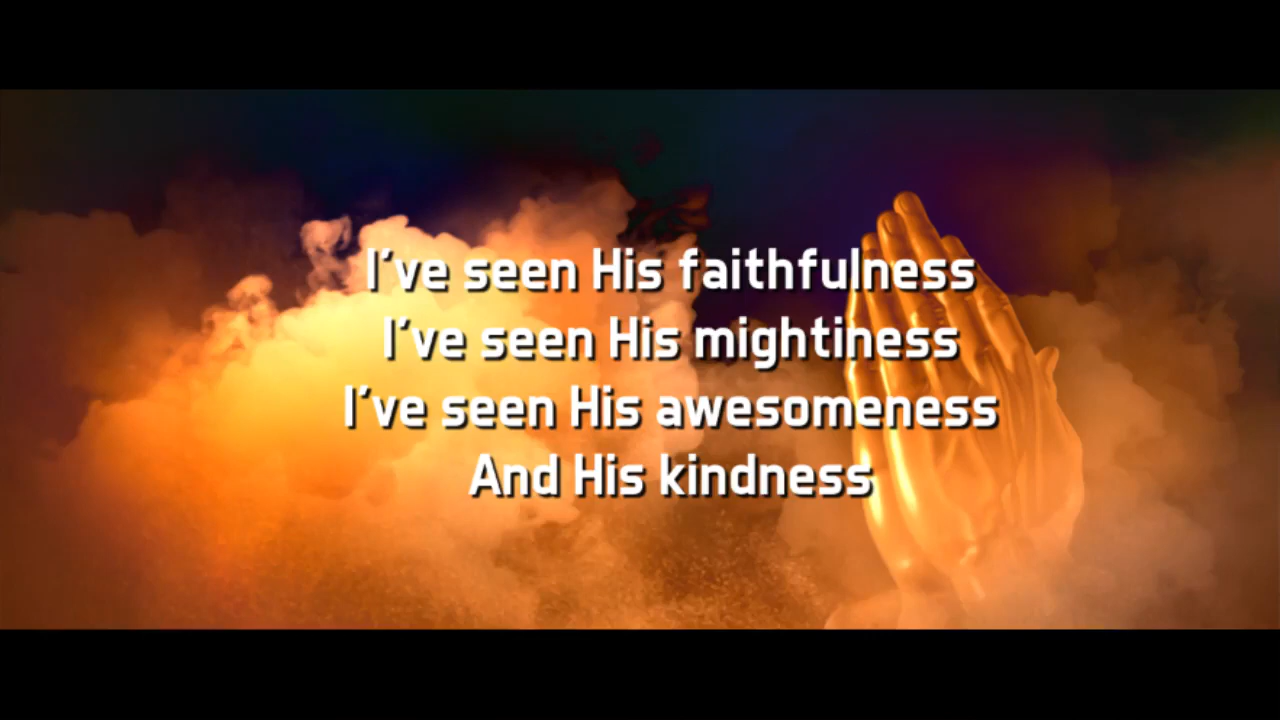 I've seen His faithfulness
I've seen His mightiness
I've seen His awesomeness
And His kindness